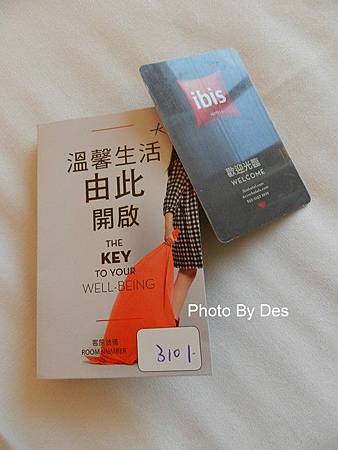 溫馨生活
由此
開啟
THE
KEY
TO YOUR
WELL-BEING
客房號碼
ROOM NUMBER
3101.
ibis
HOTELS
歡迎光臨
WELCOME
Photo By Des